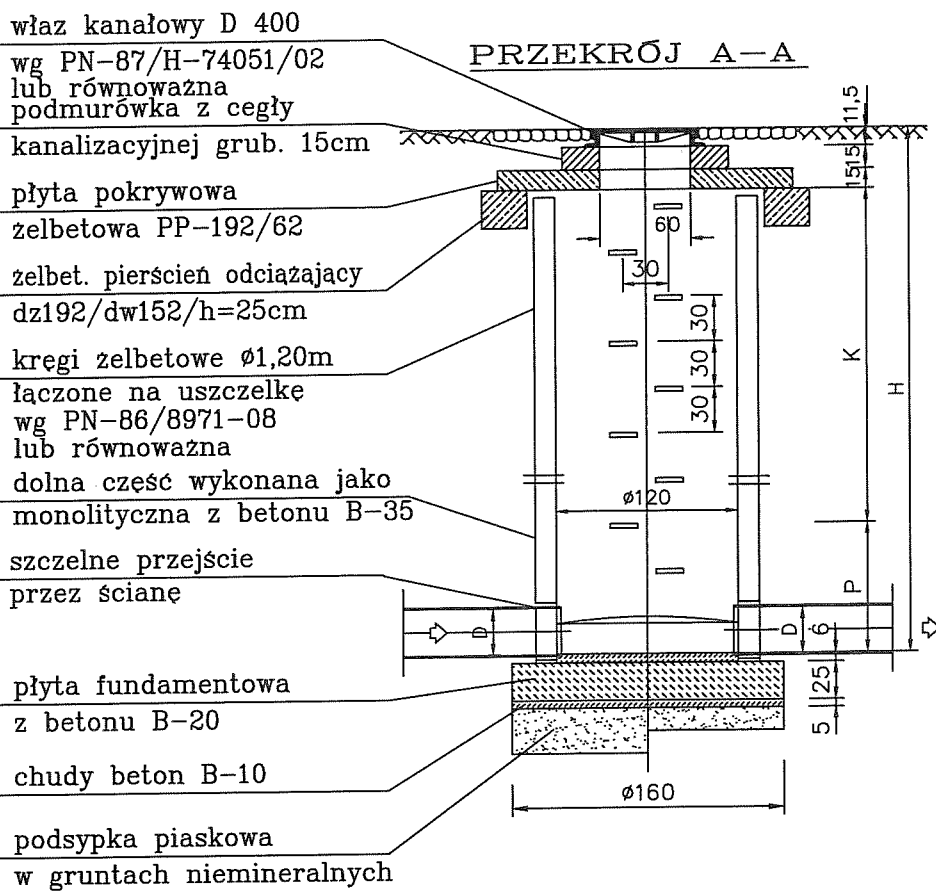 właz kanałowy D 400
wg PN-87/H-74051/02
lub równoważna
podmurówka z cegły
kanalizacyjnej grub. 15cm
płyta pokrywowa
żelbetowa PP-192/62
żelbet. pierścień odciążający
dz192/dw152/h=25cm
kręgi żelbetowe ø1,20m
łączone na uszczelkę
wg PN-86/8971-08
lub równoważna
dolna część wykonana jako
monolityczna z betonu B-35
szczelne przejście
przez ścianę
płyta fundamentowa
z betonu B-20
chudy beton B-10
podsypka piaskowa
w gruntach niemineralnych
PRZEKRÓJ A-A
11,5
15
15
60
30
30
30
30
K
H
ø120
P
D
D
6
25
5
ø160